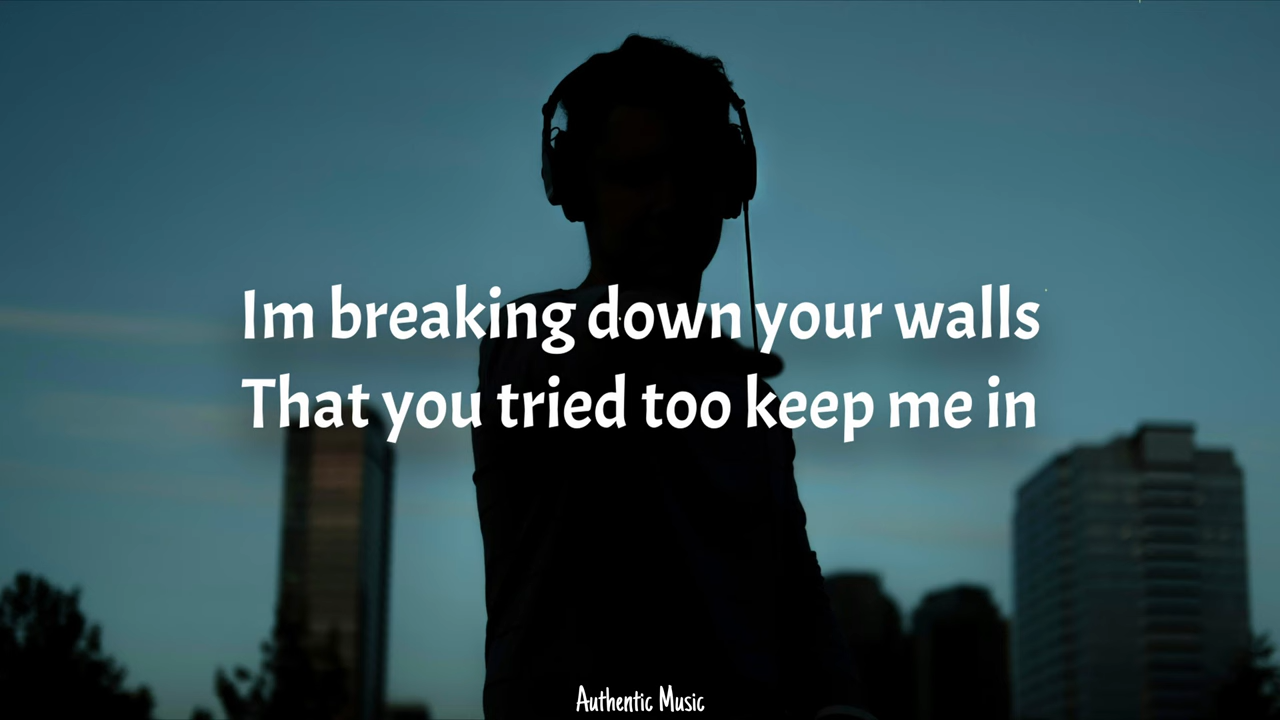 Im breaking down your walls
That you tried too keep me in
Authentic Music